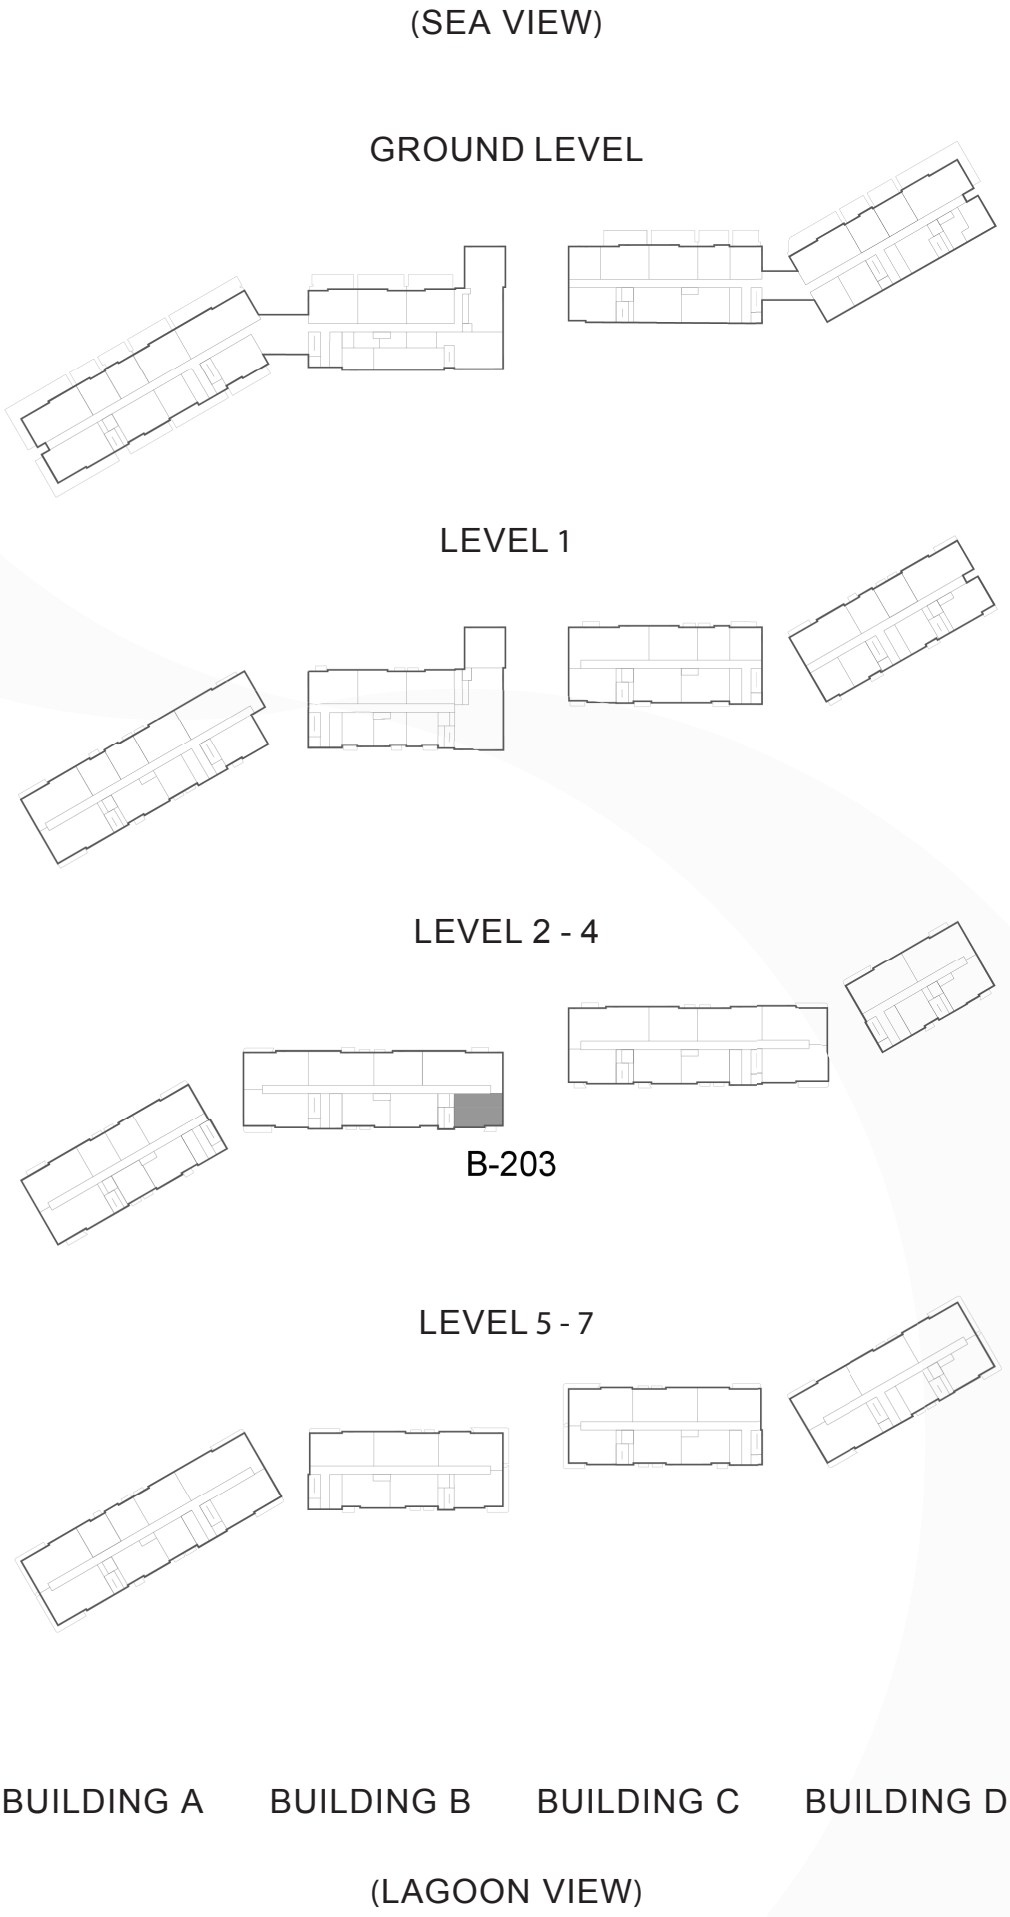 (SEA VIEW)
GROUND LEVEL
LEVEL 1
LEVEL 2 - 4
B-203
LEVEL 5 - 7
BUILDING A BUILDING B BUILDING C BUILDING D
(LAGOON VIEW)